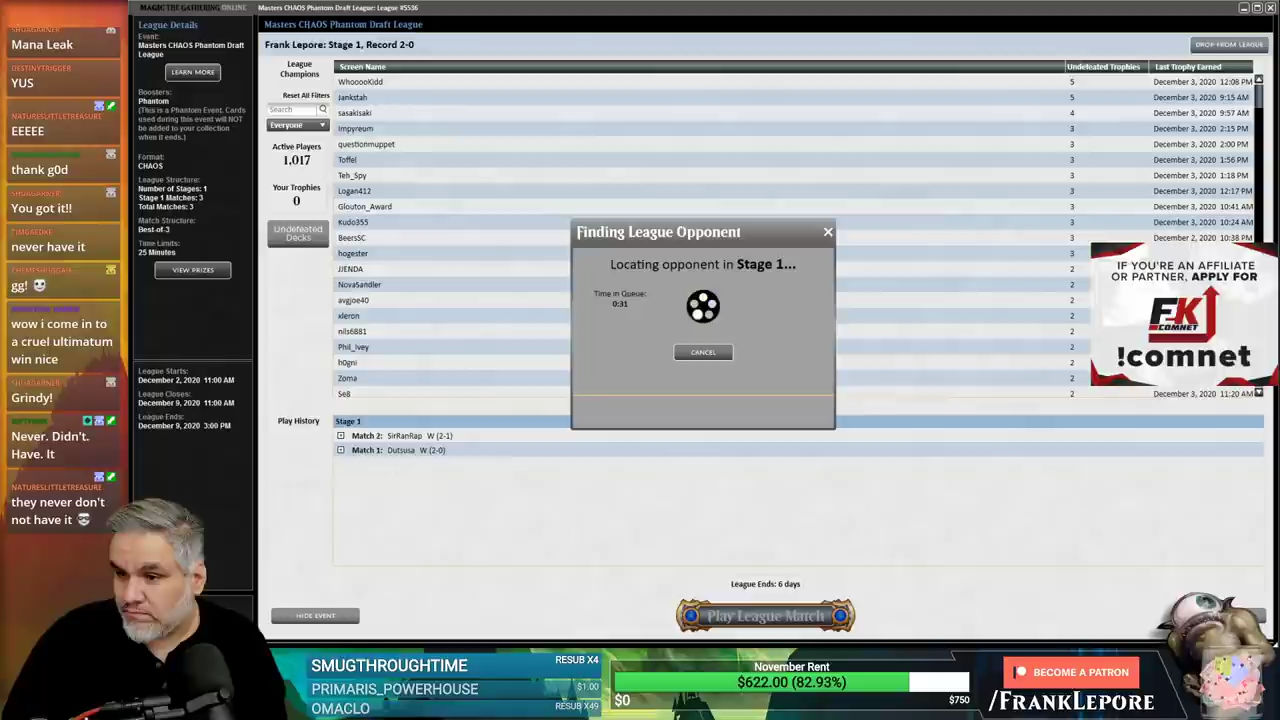 MAGIC THE GATHERING ONLINE
Masters CHAOS Phantom Draft League: League #5536
SHUAGARNER
Mana Leak
DESTINYTRIGGER
YUS
NATURESLITTLETREASURE
EEEEE
thank g0d
SHUAGARNER
You got it!!
never have it
gg!
wow i come in to
a cruel ultimatum
win nice
SHUAGARNER
Grindy!
Never. Didn't.
Have. It
NATURESLITTLETREASURE
they never don't
not have it
League Details
Event:
Masters CHAOS Phantom Draft
League
LEARN MORE
Boosters:
Phantom
(This is a Phantom Event. Cards
used during this event will NOT
be added to your collection
when it ends.)
Format:
CHAOS
League Structure:
Number of Stages: 1
Stage 1 Matches: 3
Total Matches: 3
Match Structure:
Best-of-3
Time Limits:
25 Minutes
VIEW PRIZES
League Starts:
December 2, 2020 11:00 AM
League Closes:
December 9, 2020 11:00 AM
League Ends:
December 9, 2020 3:00 PM
Masters CHAOS Phantom Draft League
Frank Lepore: Stage 1, Record 2-0
DROP FROM LEAGUE
League
Champions
Reset All Filters
Search
Everyone
Active Players
1,017
Your Trophies
0
Undefeated
Decks
Screen Name Undefeated Trophies Last Trophy Earned
WhooooKidd 5 December 3, 2020 12:08 PM
Jankstah 5 December 3, 2020 9:15 AM
sasakisaki 4 December 3, 2020 9:57 AM
Impyreum 3 December 3, 2020 2:15 PM
questionmuppet 3 December 3, 2020 2:00 PM
Toffel 3 December 3, 2020 1:56 PM
Teh_Spy 3 December 3, 2020 1:18 PM
Logan412 3 December 3, 2020 12:17 PM
Glouton_Award 3 December 3, 2020 10:41 AM
Kudo355 3 December 3, 2020 10:24 AM
BeersSC 3 December 2, 2020 10:38 PM
hogester 3
JJENDA 2
NovaSandler 2
avgjoe40 2
xleron 2
nils6881 2
Phil_Ivey 2
h0gni 2
Zoma 2
Se8 2 December 3, 2020 11:20 AM
Finding League Opponent
Locating opponent in Stage 1...
Time in Queue:
0:31
CANCEL
IF YOU'RE AN AFFILIATE
OR PARTNER, APPLY FOR
COMNET
!comnet
Play History
Stage 1
Match 2: SirRanRap W (2-1)
Match 1: Dutsusa W (2-0)
League Ends: 6 days
HIDE EVENT
Play League Match
SMUGTHROUGHTIME RESUB X4
PRIMARIS_POWERHOUSE $1.00
OMACLO RESUB X49
November Rent
$622.00 (82.93%)
$0
$750
BECOME A PATRON
/FRANKLEPORE